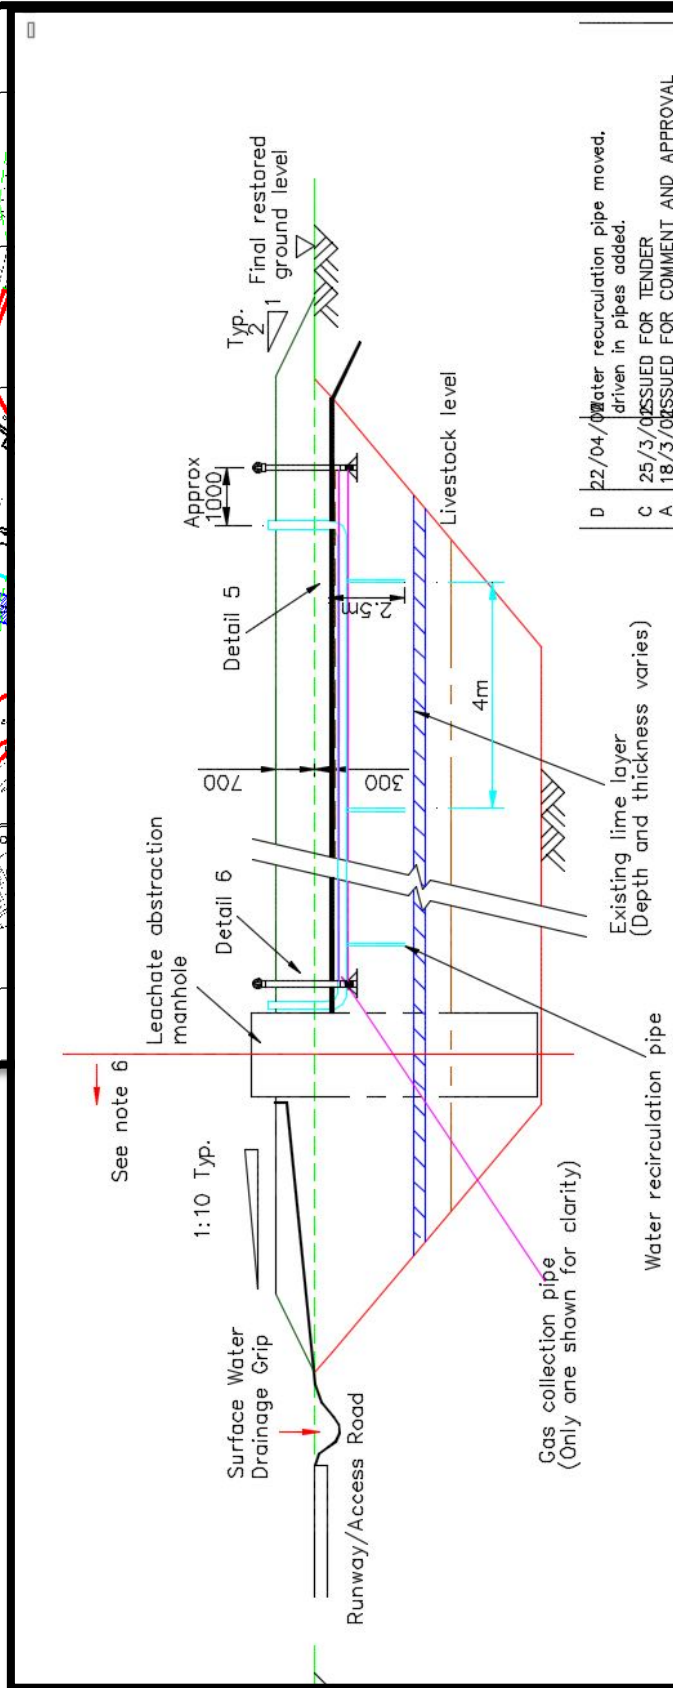 See note 6
Leachate abstraction
manhole
1:10 Typ.
Surface Water
Drainage Grip
Runway/Access Road
Detail 6
Detail 5
700
300
Approx
1000
Typ.
2
1
Final restored
ground level
2.5m
4m
Livestock level
Existing lime layer
(Depth and thickness varies)
Water recirculation pipe
Gas collection pipe
(Only one shown for clarity)
D Water recurculation pipe moved,
driven in pipes added.
C ISSUED FOR TENDER
A ISSUED FOR COMMENT AND APPROVAL